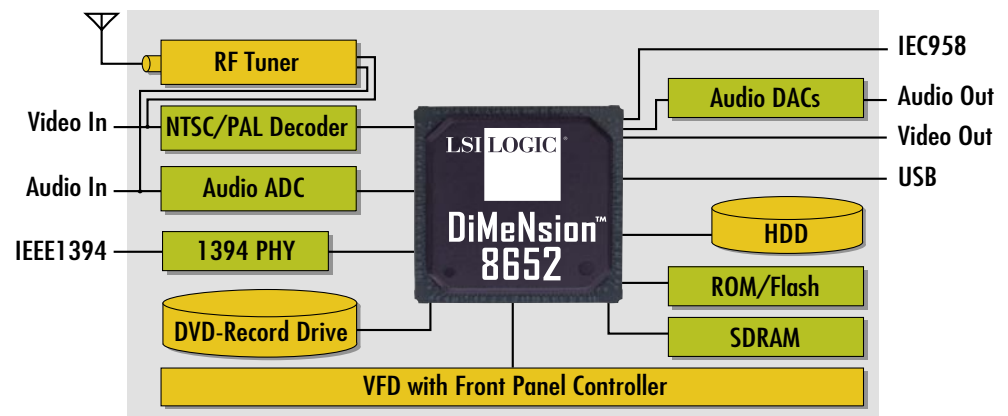 RF Tuner
IEC958
Audio DACs
Audio Out
Video In
NTSC/PAL Decoder
Video Out
LSI LOGIC®
Audio In
Audio ADC
USB
DiMeNsion™
8652
HDD
IEEE1394
1394 PHY
ROM/Flash
DVD-Record Drive
SDRAM
VFD with Front Panel Controller